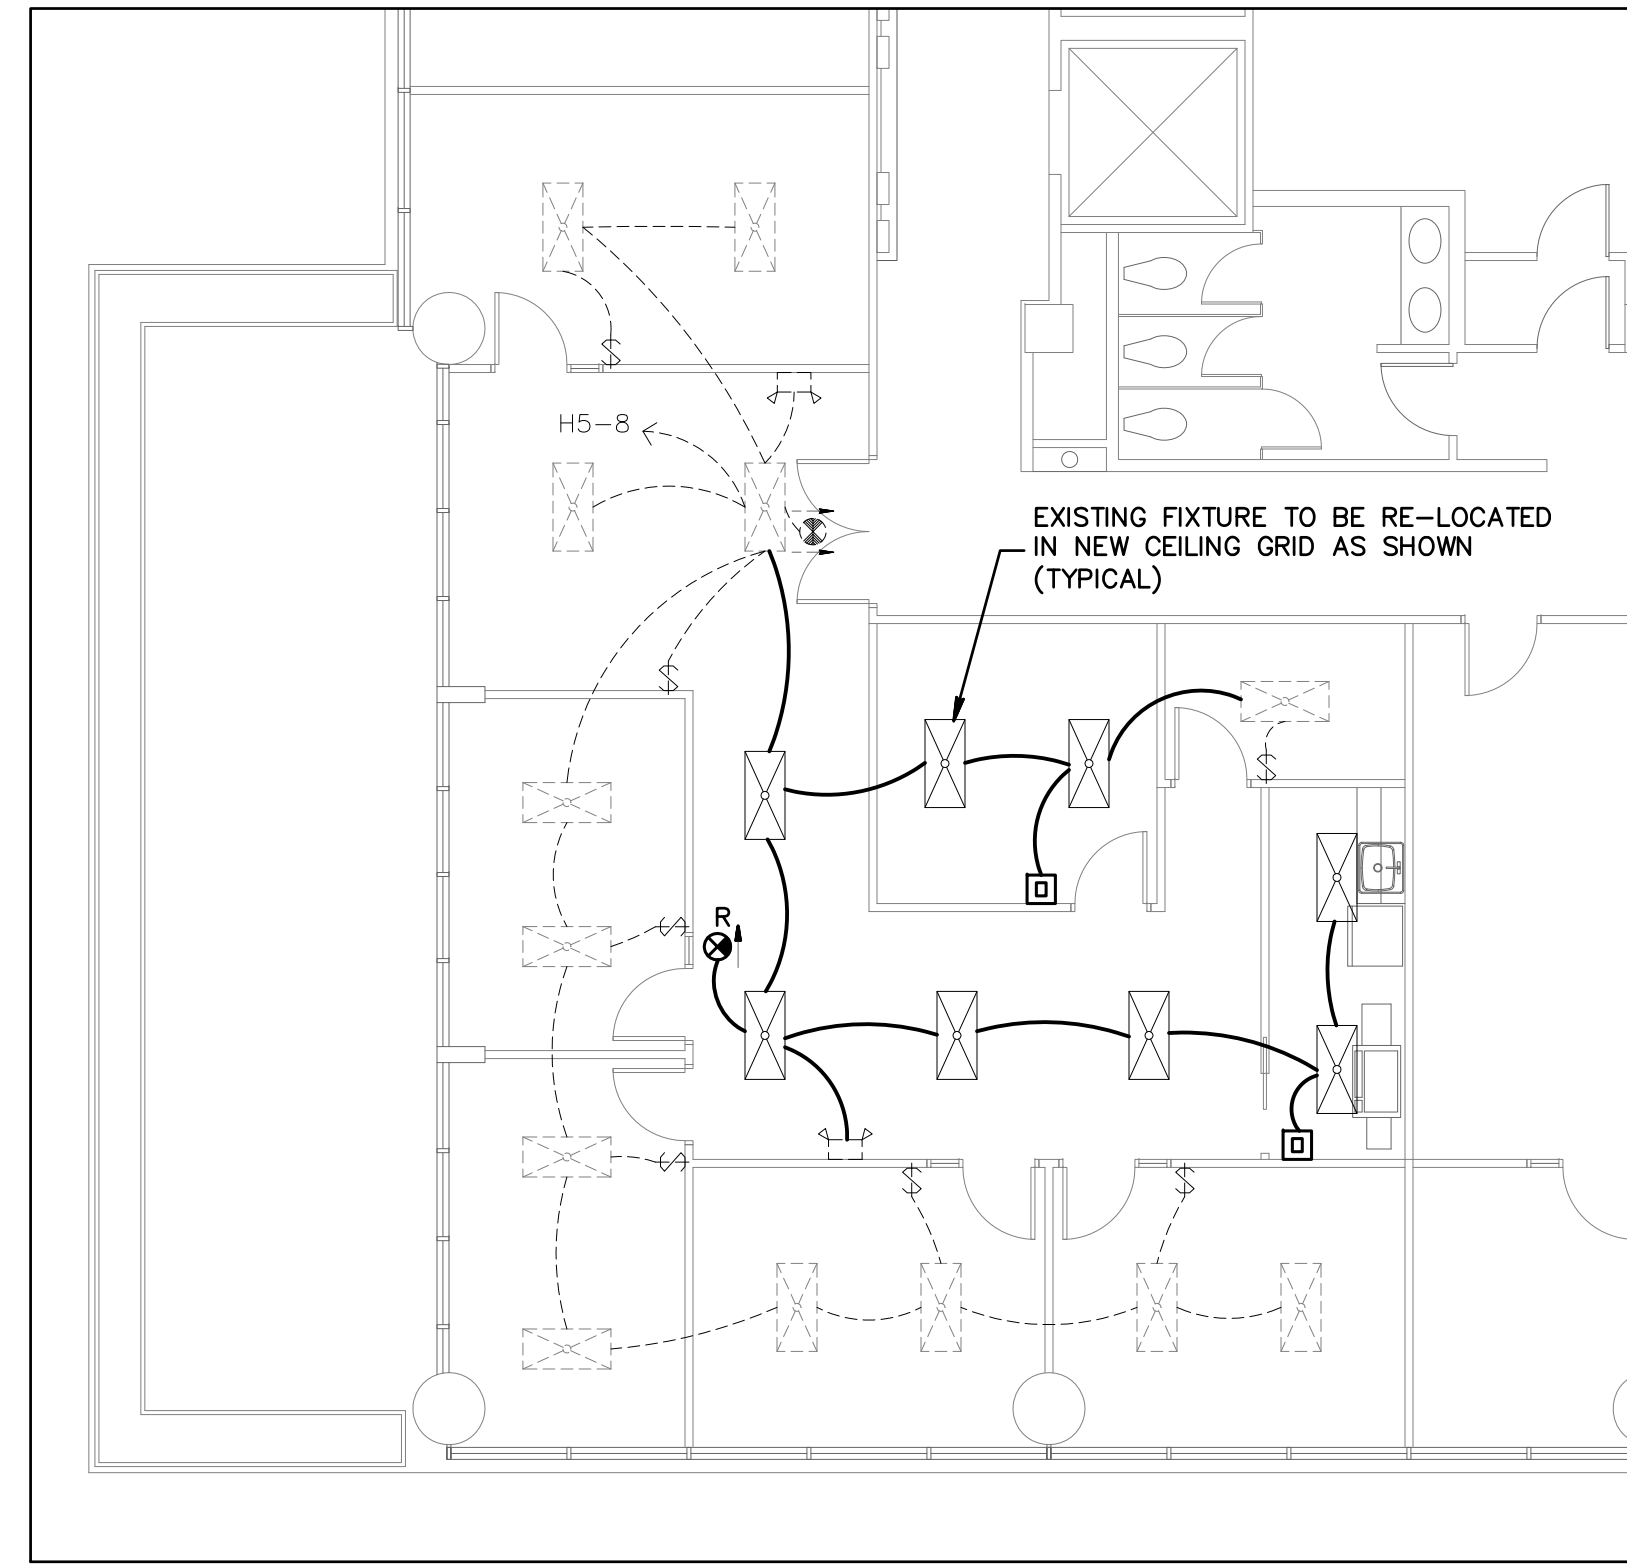 H5-8
EXISTING FIXTURE TO BE RE-LOCATED
IN NEW CEILING GRID AS SHOWN
(TYPICAL)
R